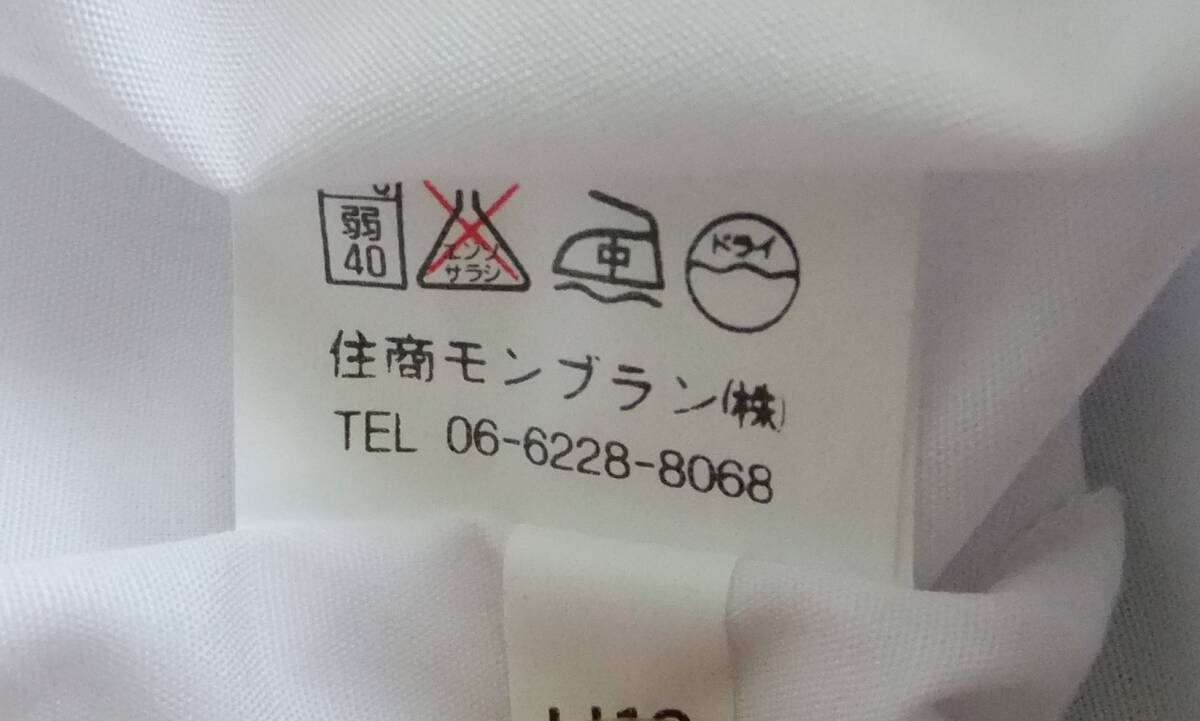 弱
40
エンソ
サラシ
中
ドライ
住商モンブラン(株)
TEL 06-6228-8068